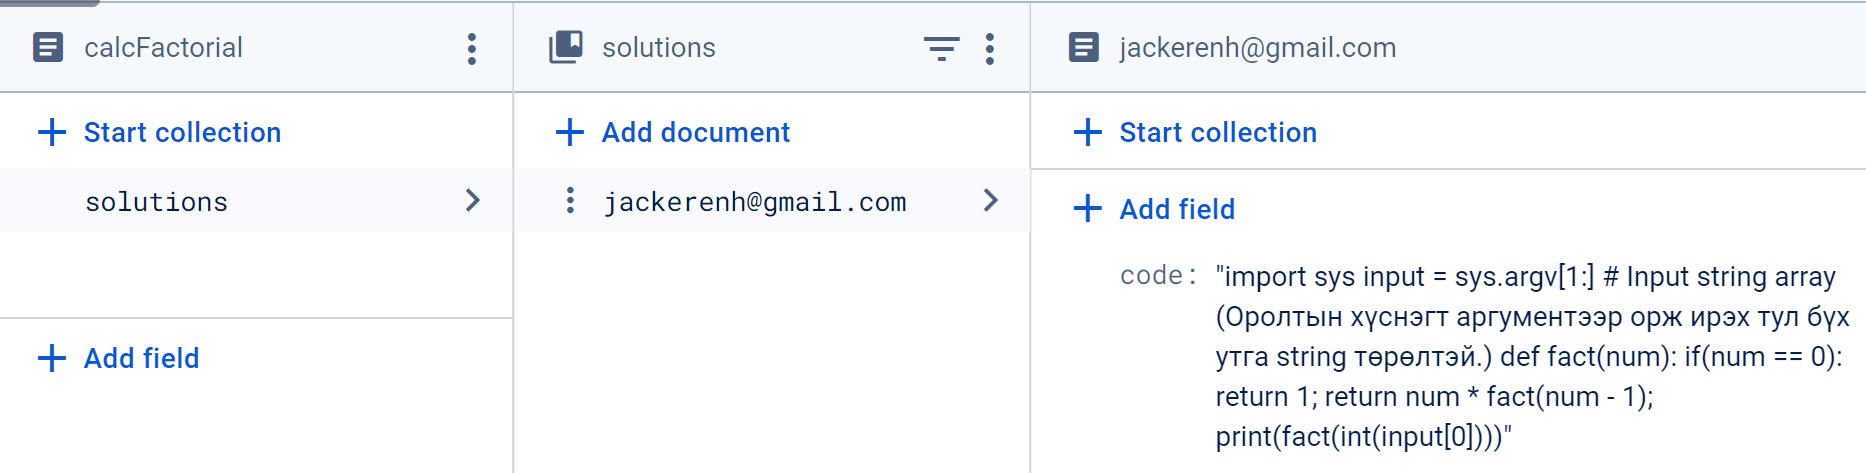 calcFactorial
Start collection
solutions
Add field
solutions
Add document
jackerenh@gmail.com
jackerenh@gmail.com
Start collection
Add field
code: "import sys input = sys.argv[1:] # Input string array
(Оролтын хүснэгт аргументээр орж ирэх тул бүх
утга string төрөлтэй.) def fact(num): if(num == 0):
return 1; return num * fact(num - 1);
print(fact(int(input[0])))"